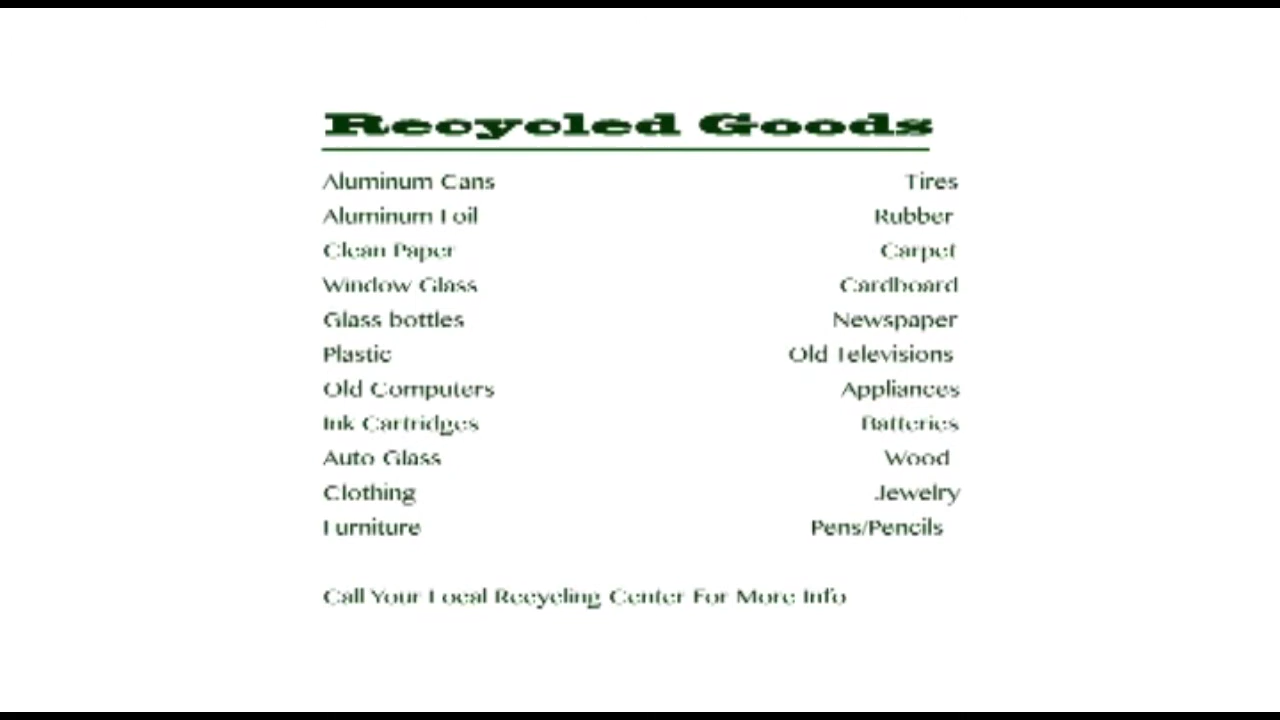 Recycled Goods
Aluminum Cans Tires
Aluminum Foil Rubber
Clean Paper Carpet
Window Glass Cardboard
Glass bottles Newspaper
Plastic Old Televisions
Old Computers Appliances
Ink Cartridges Batteries
Auto Glass Wood
Clothing Jewelry
Furniture Pens/Pencils
Call Your Local Recycling Center For More Info